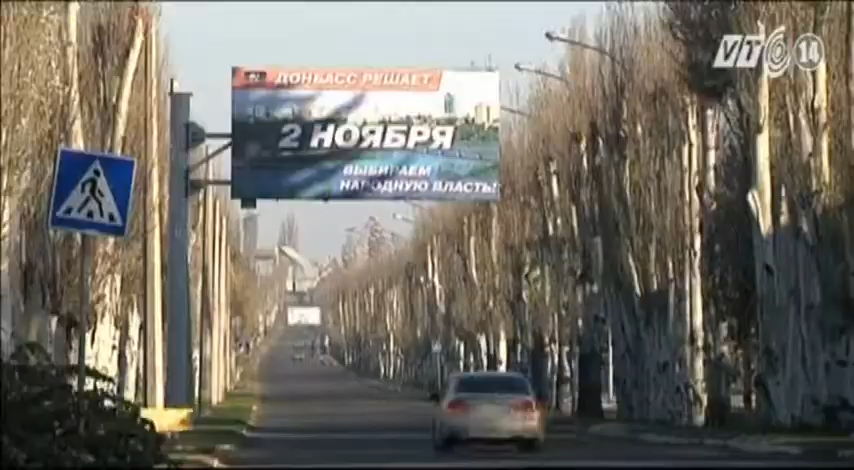 VTC 14
ДОНБАСС РЕШАЕТ
2 НОЯБРЯ
ВЫБИРАЕМ
НАРОДНУЮ ВЛАСТЬ!